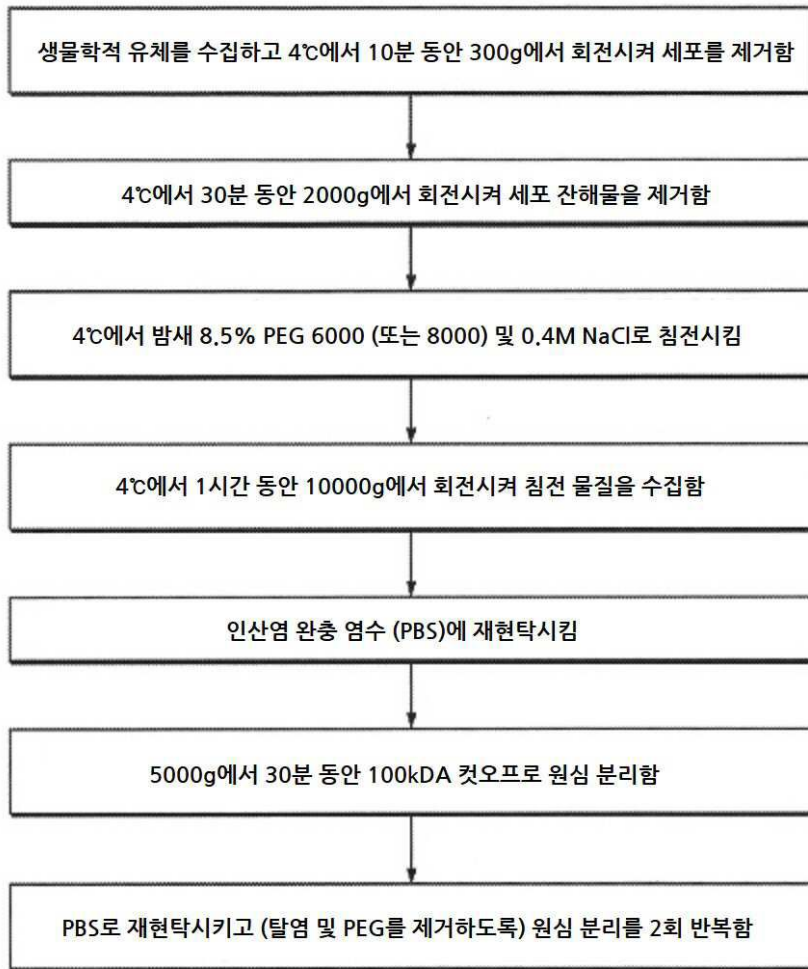 생물학적 유체를 수집하고 4℃에서 10분 동안 300g에서 회전시켜 세포를 제거함
4℃에서 30분 동안 2000g에서 회전시켜 세포 잔해물을 제거함
4℃에서 밤새 8.5% PEG 6000 (또는 8000) 및 0.4M NaCl로 침전시킴
4℃에서 1시간 동안 10000g에서 회전시켜 침전 물질을 수집함
인산염 완충 염수 (PBS)에 재현탁시킴
5000g에서 30분 동안 100kDA 컷오프로 원심 분리함
PBS로 재현탁시키고 (탈염 및 PEG를 제거하도록) 원심 분리를 2회 반복함